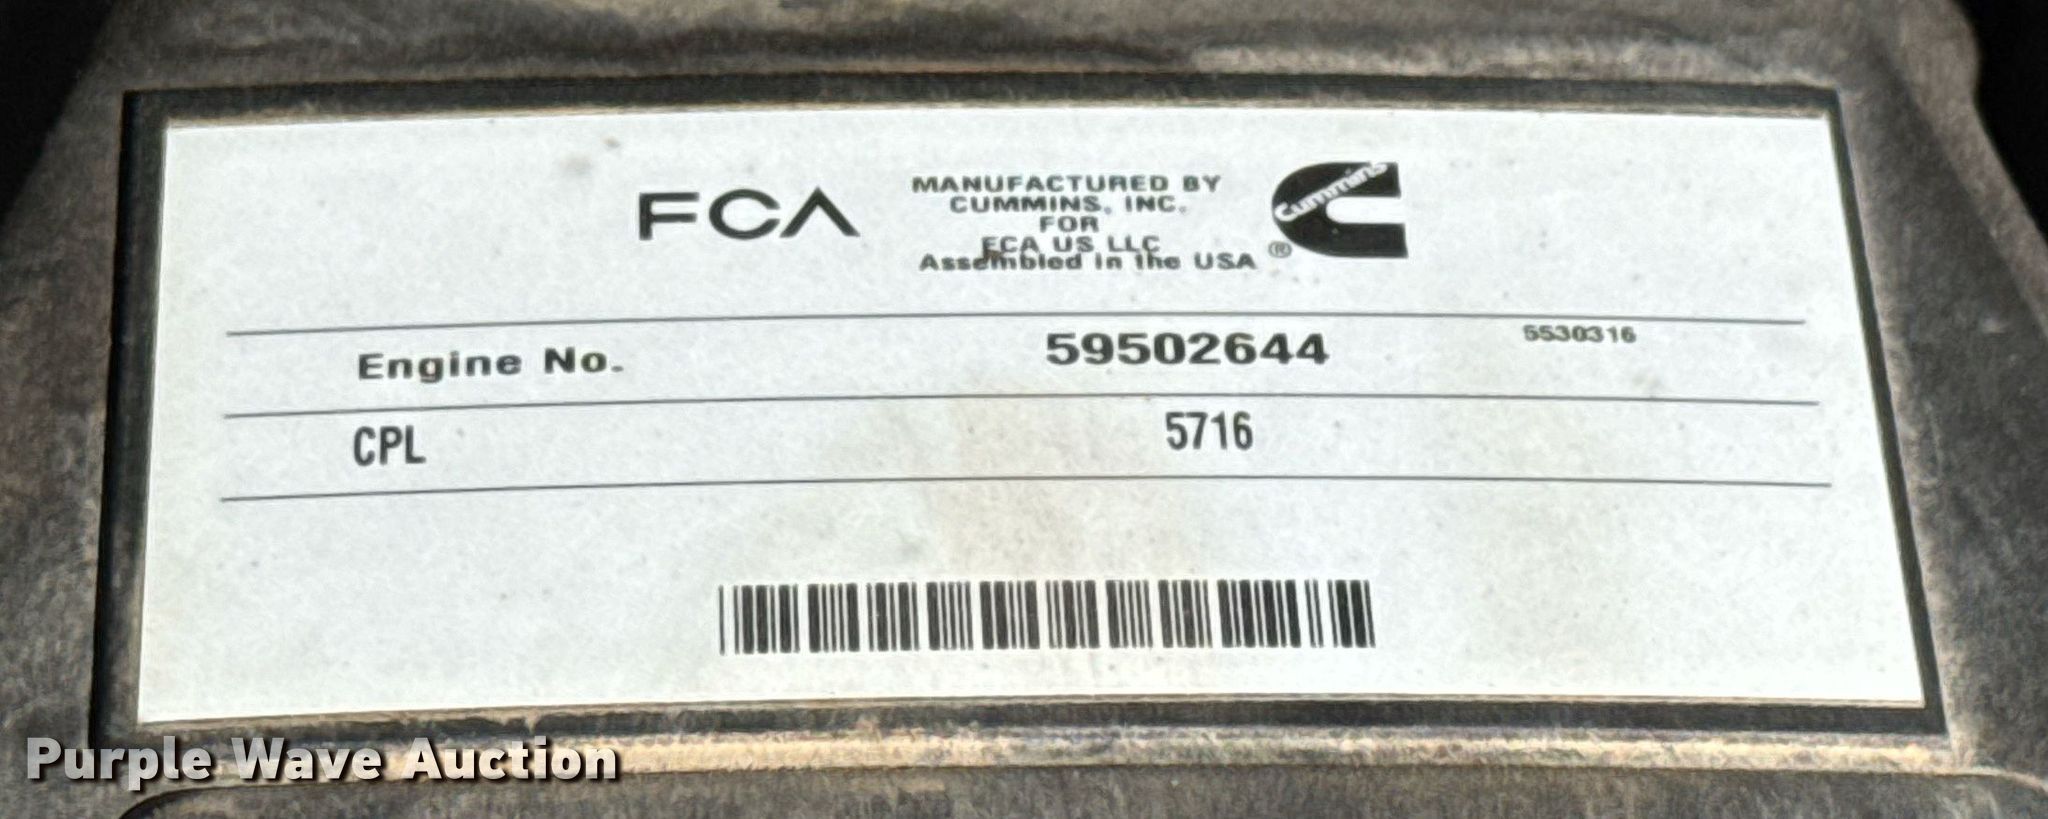 FCA
MANUFACTURED BY
CUMMINS, INC.
FOR
FCA US LLC
Assembled in the USA
Cummins
®
Engine No. 59502644 5530316
CPL 5716
Purple Wave Auction